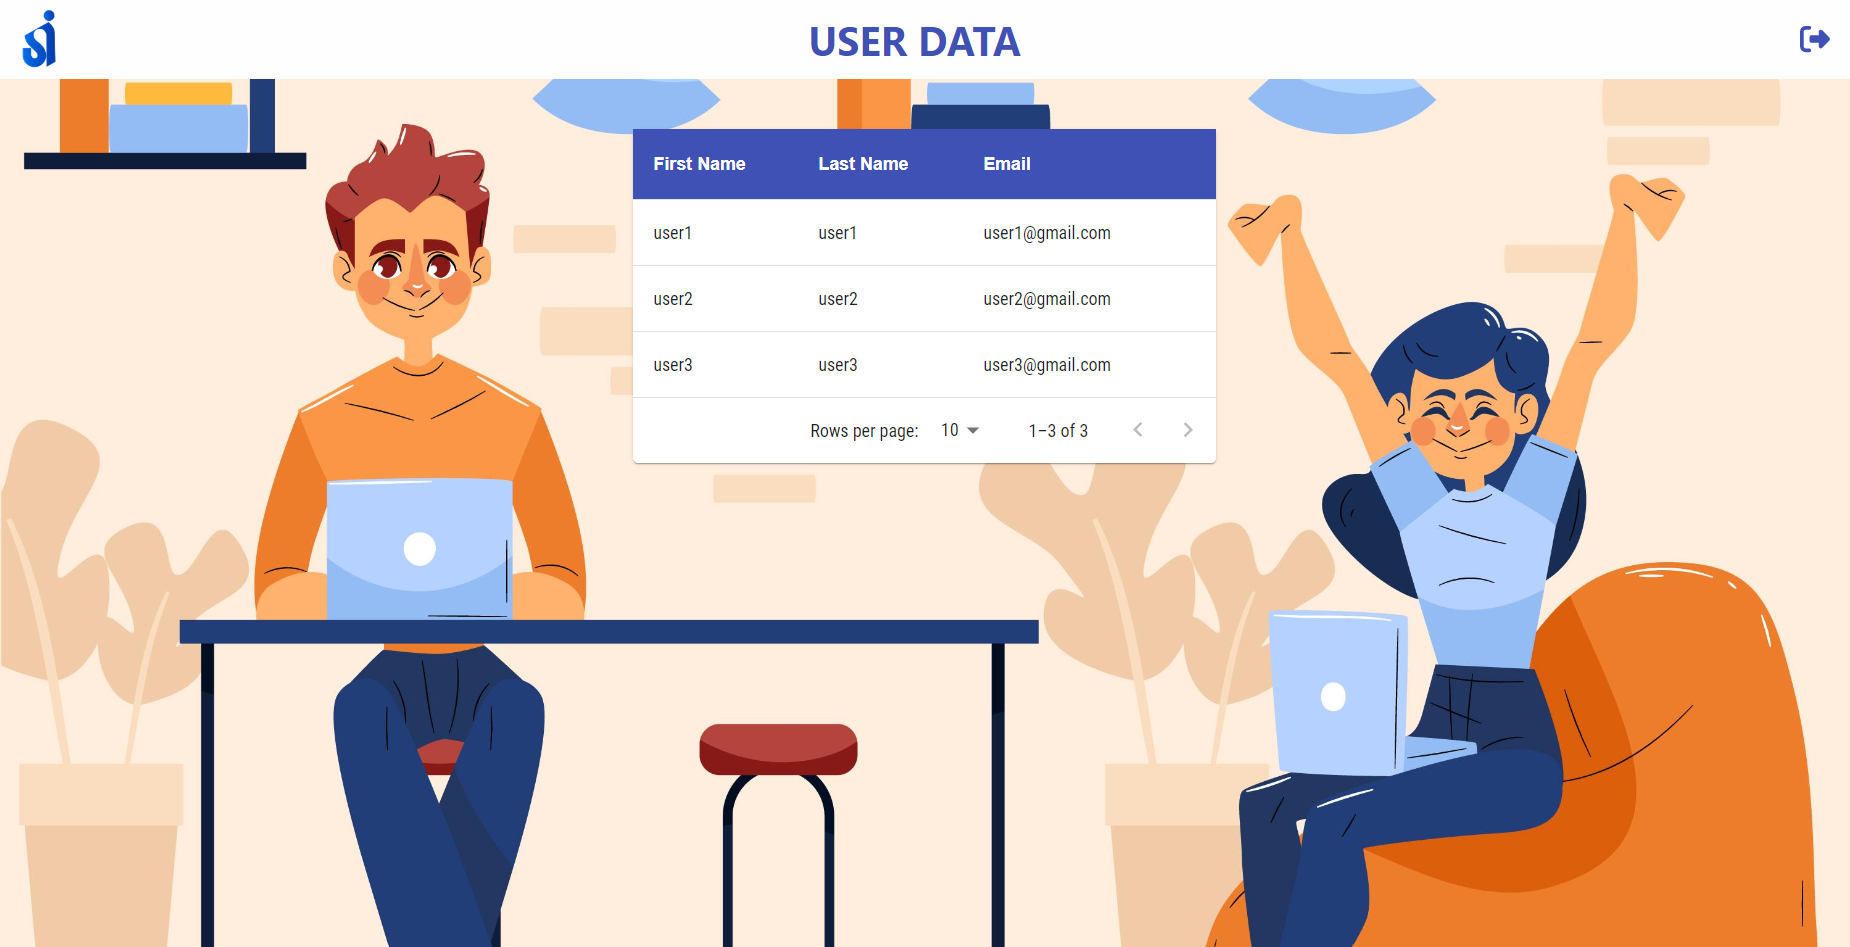 si
USER DATA
First Name Last Name Email
user1 user1 user1@gmail.com
user2 user2 user2@gmail.com
user3 user3 user3@gmail.com
Rows per page: 10 1–3 of 3